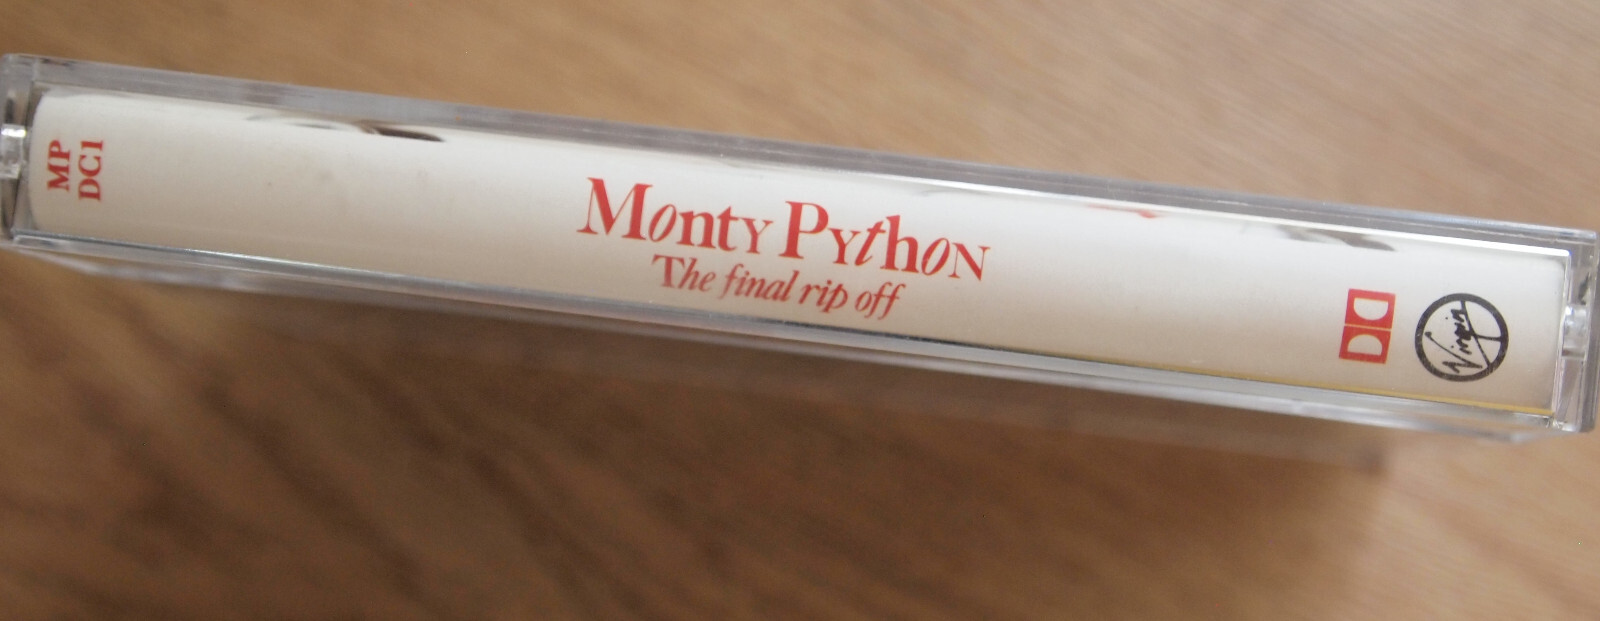 MP
DC1
Monty Python
The final rip off
Virgin